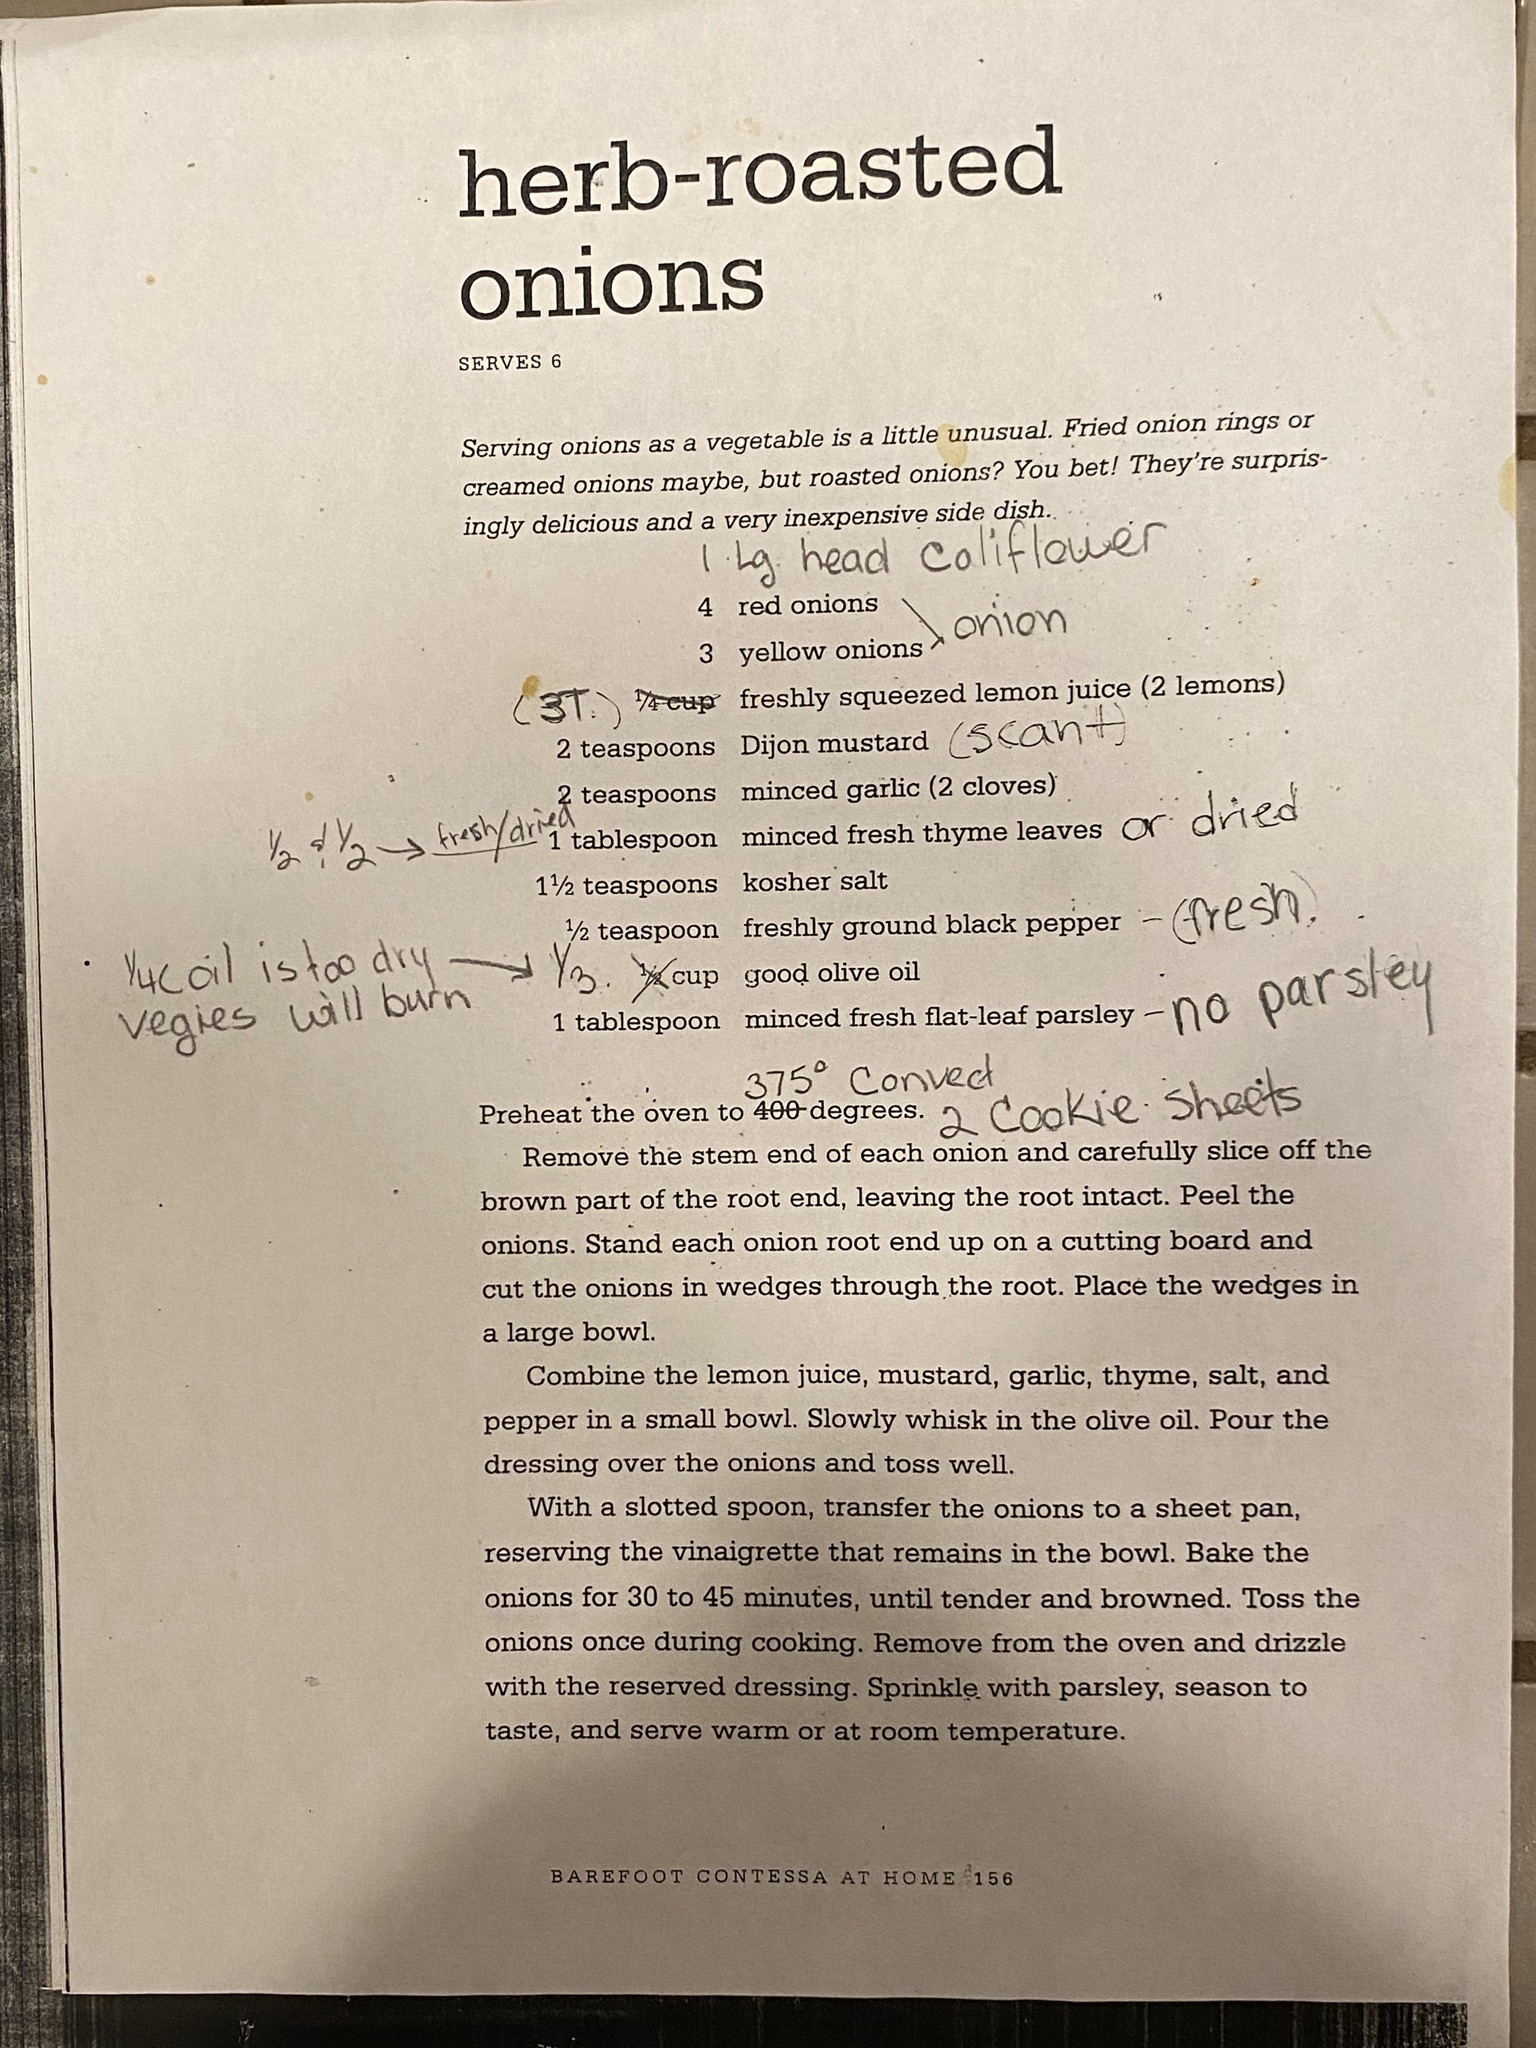 herb-roasted
onions
SERVES 6
Serving onions as a vegetable is a little unusual. Fried onion rings or
creamed onions maybe, but roasted onions? You bet! They're surpris-
ingly delicious and a very inexpensive side dish.
1 Lg. head Califlower
4 red onions
onion
3 yellow onions
(3T.) ¼ cup freshly squeezed lemon juice (2 lemons)
2 teaspoons Dijon mustard (scant)
2 teaspoons minced garlic (2 cloves)
½ & ½ → fresh/dried 1 tablespoon minced fresh thyme leaves or dried
1½ teaspoons kosher salt
½ teaspoon freshly ground black pepper - (fresh)
¼ c oil is too dry → 1/3. ½ cup good olive oil
vegies will burn
1 tablespoon minced fresh flat-leaf parsley - no parsley
375° Convect
Preheat the oven to 400 degrees. 2 Cookie sheets
Remove the stem end of each onion and carefully slice off the
brown part of the root end, leaving the root intact. Peel the
onions. Stand each onion root end up on a cutting board and
cut the onions in wedges through the root. Place the wedges in
a large bowl.
Combine the lemon juice, mustard, garlic, thyme, salt, and
pepper in a small bowl. Slowly whisk in the olive oil. Pour the
dressing over the onions and toss well.
With a slotted spoon, transfer the onions to a sheet pan,
reserving the vinaigrette that remains in the bowl. Bake the
onions for 30 to 45 minutes, until tender and browned. Toss the
onions once during cooking. Remove from the oven and drizzle
with the reserved dressing. Sprinkle with parsley, season to
taste, and serve warm or at room temperature.
BAREFOOT CONTESSA AT HOME 156